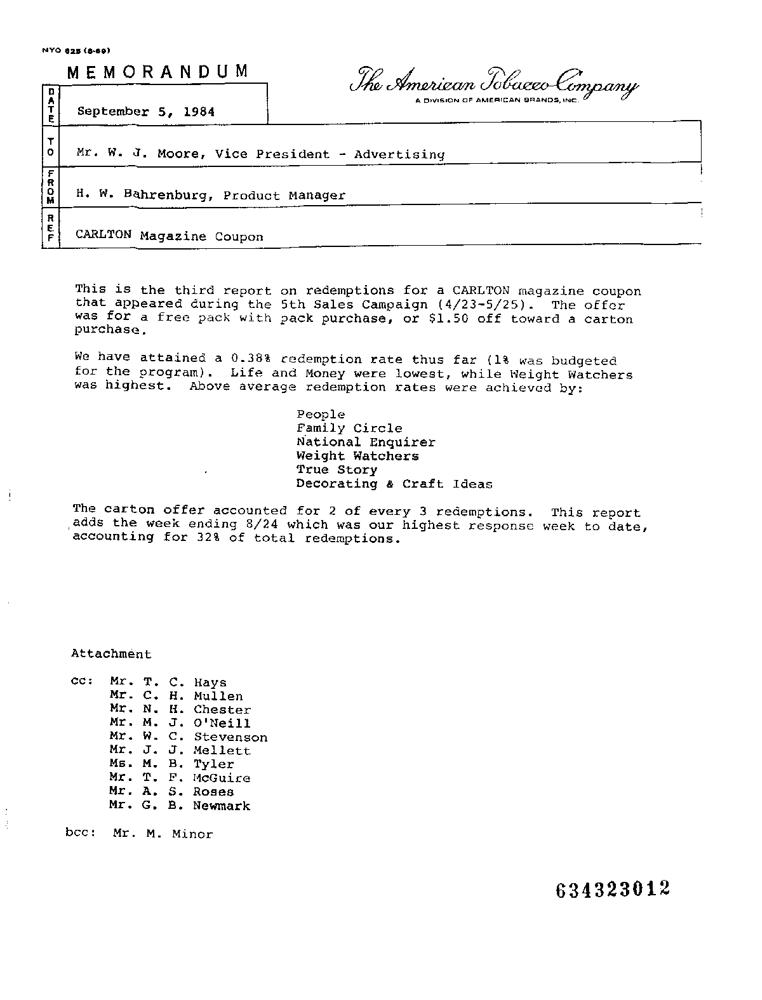 NYO 625 (8-69)
MEMORANDUM
The American Tobacco Company
A DIVISION OF AMERICAN BRANDS, INC.
DATE
September 5, 1984
TO
Mr. W. J. Moore, Vice President - Advertising
FROM
H. W. Bahrenburg, Product Manager
REF
CARLTON Magazine Coupon
This is the third report on redemptions for a CARLTON magazine coupon
that appeared during the 5th Sales Campaign (4/23-5/25). The offer
was for a free pack with pack purchase, or $1.50 off toward a carton
purchase.
We have attained a 0.38% redemption rate thus far (1% was budgeted
for the program). Life and Money were lowest, while Weight Watchers
was highest. Above average redemption rates were achieved by:
People
Family Circle
National Enquirer
Weight Watchers
True Story
Decorating & Craft Ideas
The carton offer accounted for 2 of every 3 redemptions. This report
adds the week ending 8/24 which was our highest response week to date,
accounting for 32% of total redemptions.
Attachment
cc: Mr. T. C. Hays
Mr. C. H. Mullen
Mr. N. H. Chester
Mr. M. J. O'Neill
Mr. W. C. Stevenson
Mr. J. J. Mellett
Ms. M. B. Tyler
Mr. T. F. McGuire
Mr. A. S. Roses
Mr. G. B. Newmark
bcc: Mr. M. Minor
634323012